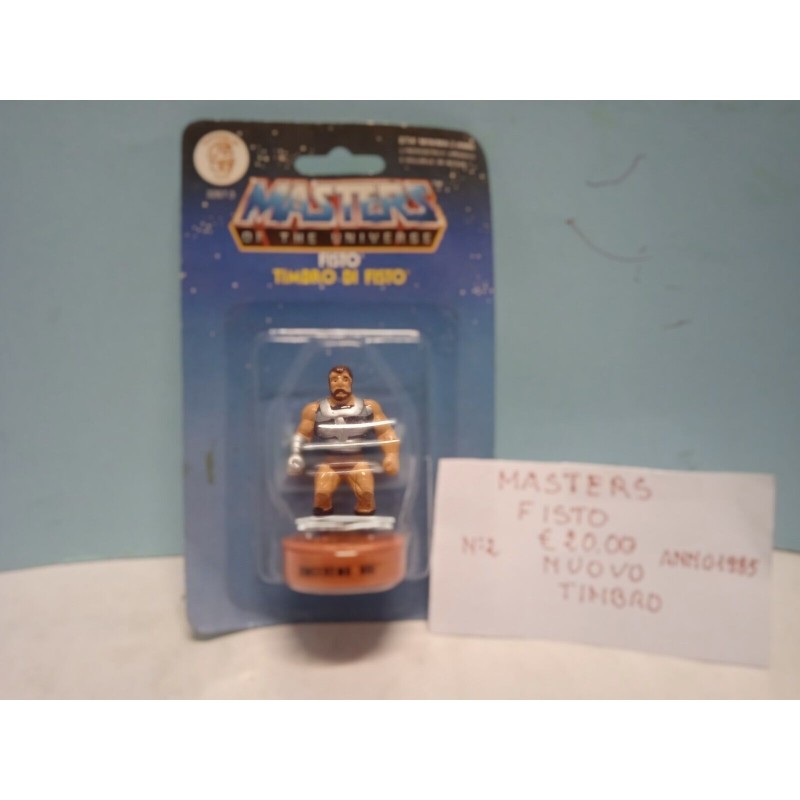 MASTERS
OF THE UNIVERSE
FISTO
TIMBRO DI FISTO
MASTERS
FISTO
N=2 € 20.00 ANNO 1985
NUOVO
TIMBRO